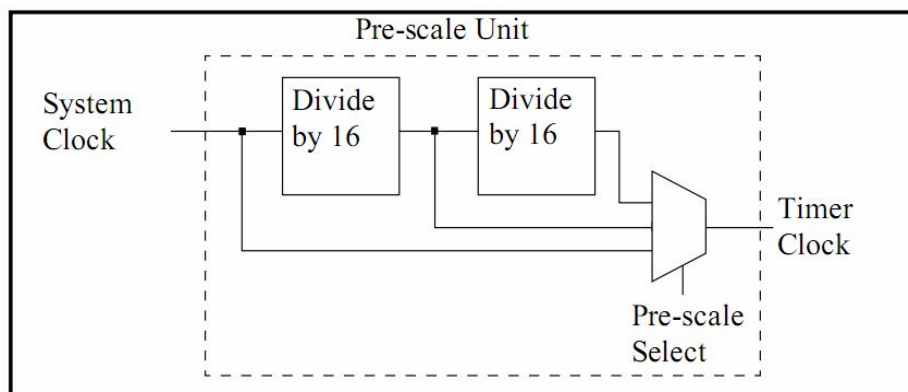 Pre-scale Unit
System
Clock
Divide
by 16
Divide
by 16
Timer
Clock
Pre-scale
Select